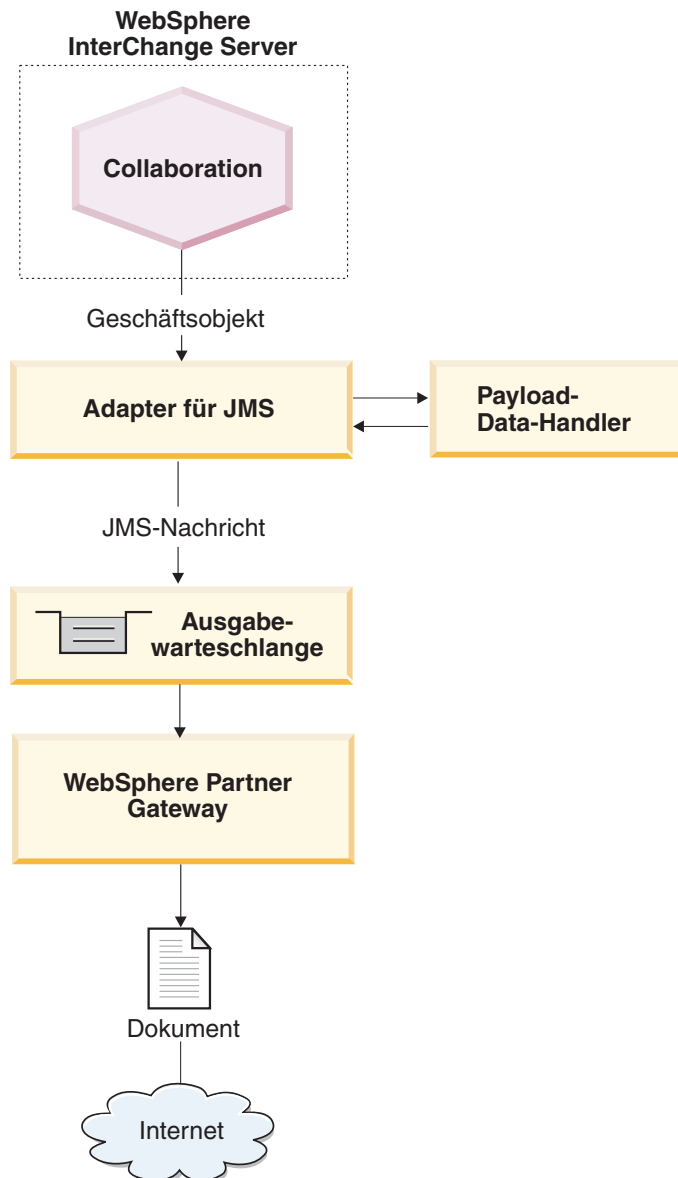 WebSphere
InterChange Server
Collaboration
Geschäftsobjekt
Adapter für JMS
Payload-
Data-Handler
JMS-Nachricht
Ausgabe-
warteschlange
WebSphere Partner
Gateway
Dokument
Internet